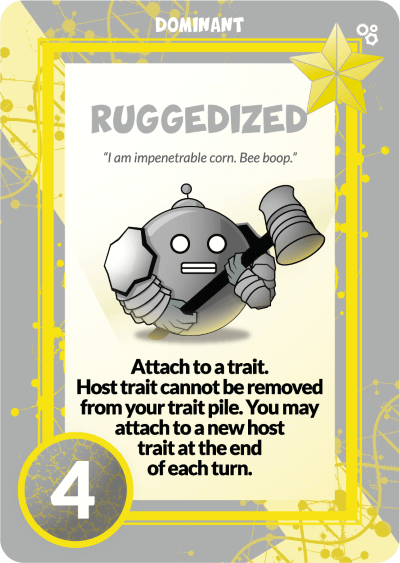 DOMINANT
RUGGEDIZED
“I am impenetrable corn. Bee boop.”
Attach to a trait.
Host trait cannot be removed
from your trait pile. You may
attach to a new host
trait at the end
of each turn.
4